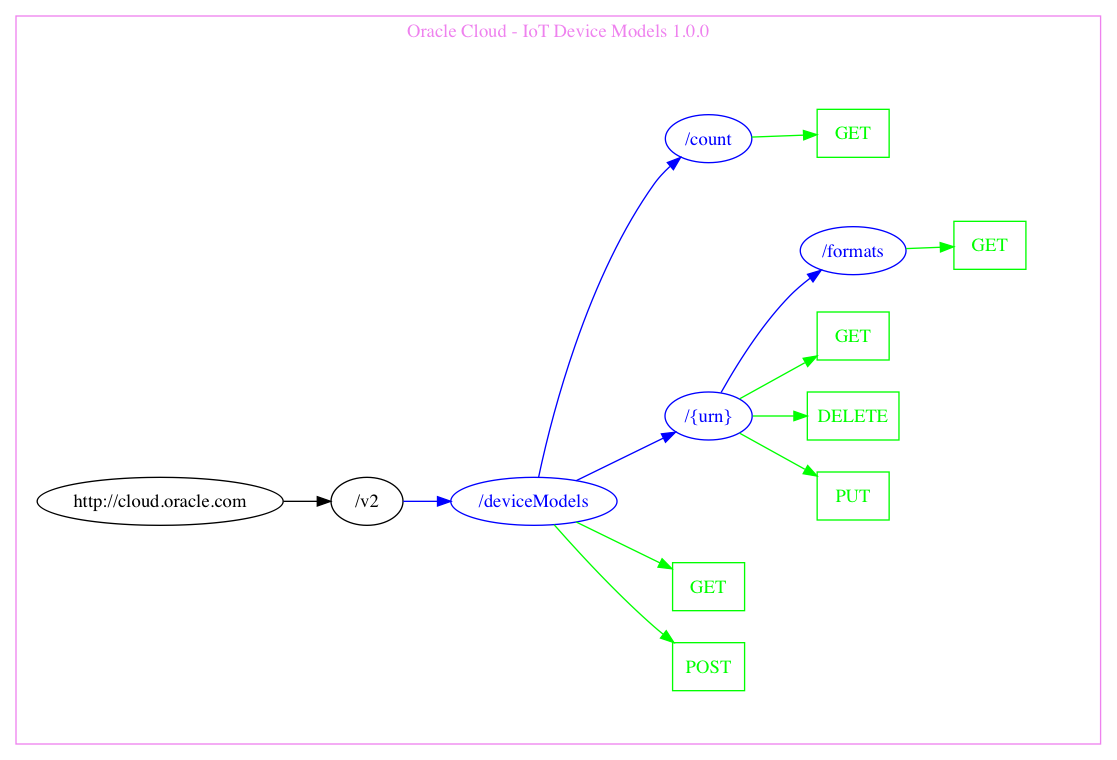 Oracle Cloud - IoT Device Models 1.0.0
/count
GET
/formats
GET
GET
/{urn}
DELETE
http://cloud.oracle.com
/v2
/deviceModels
PUT
GET
POST